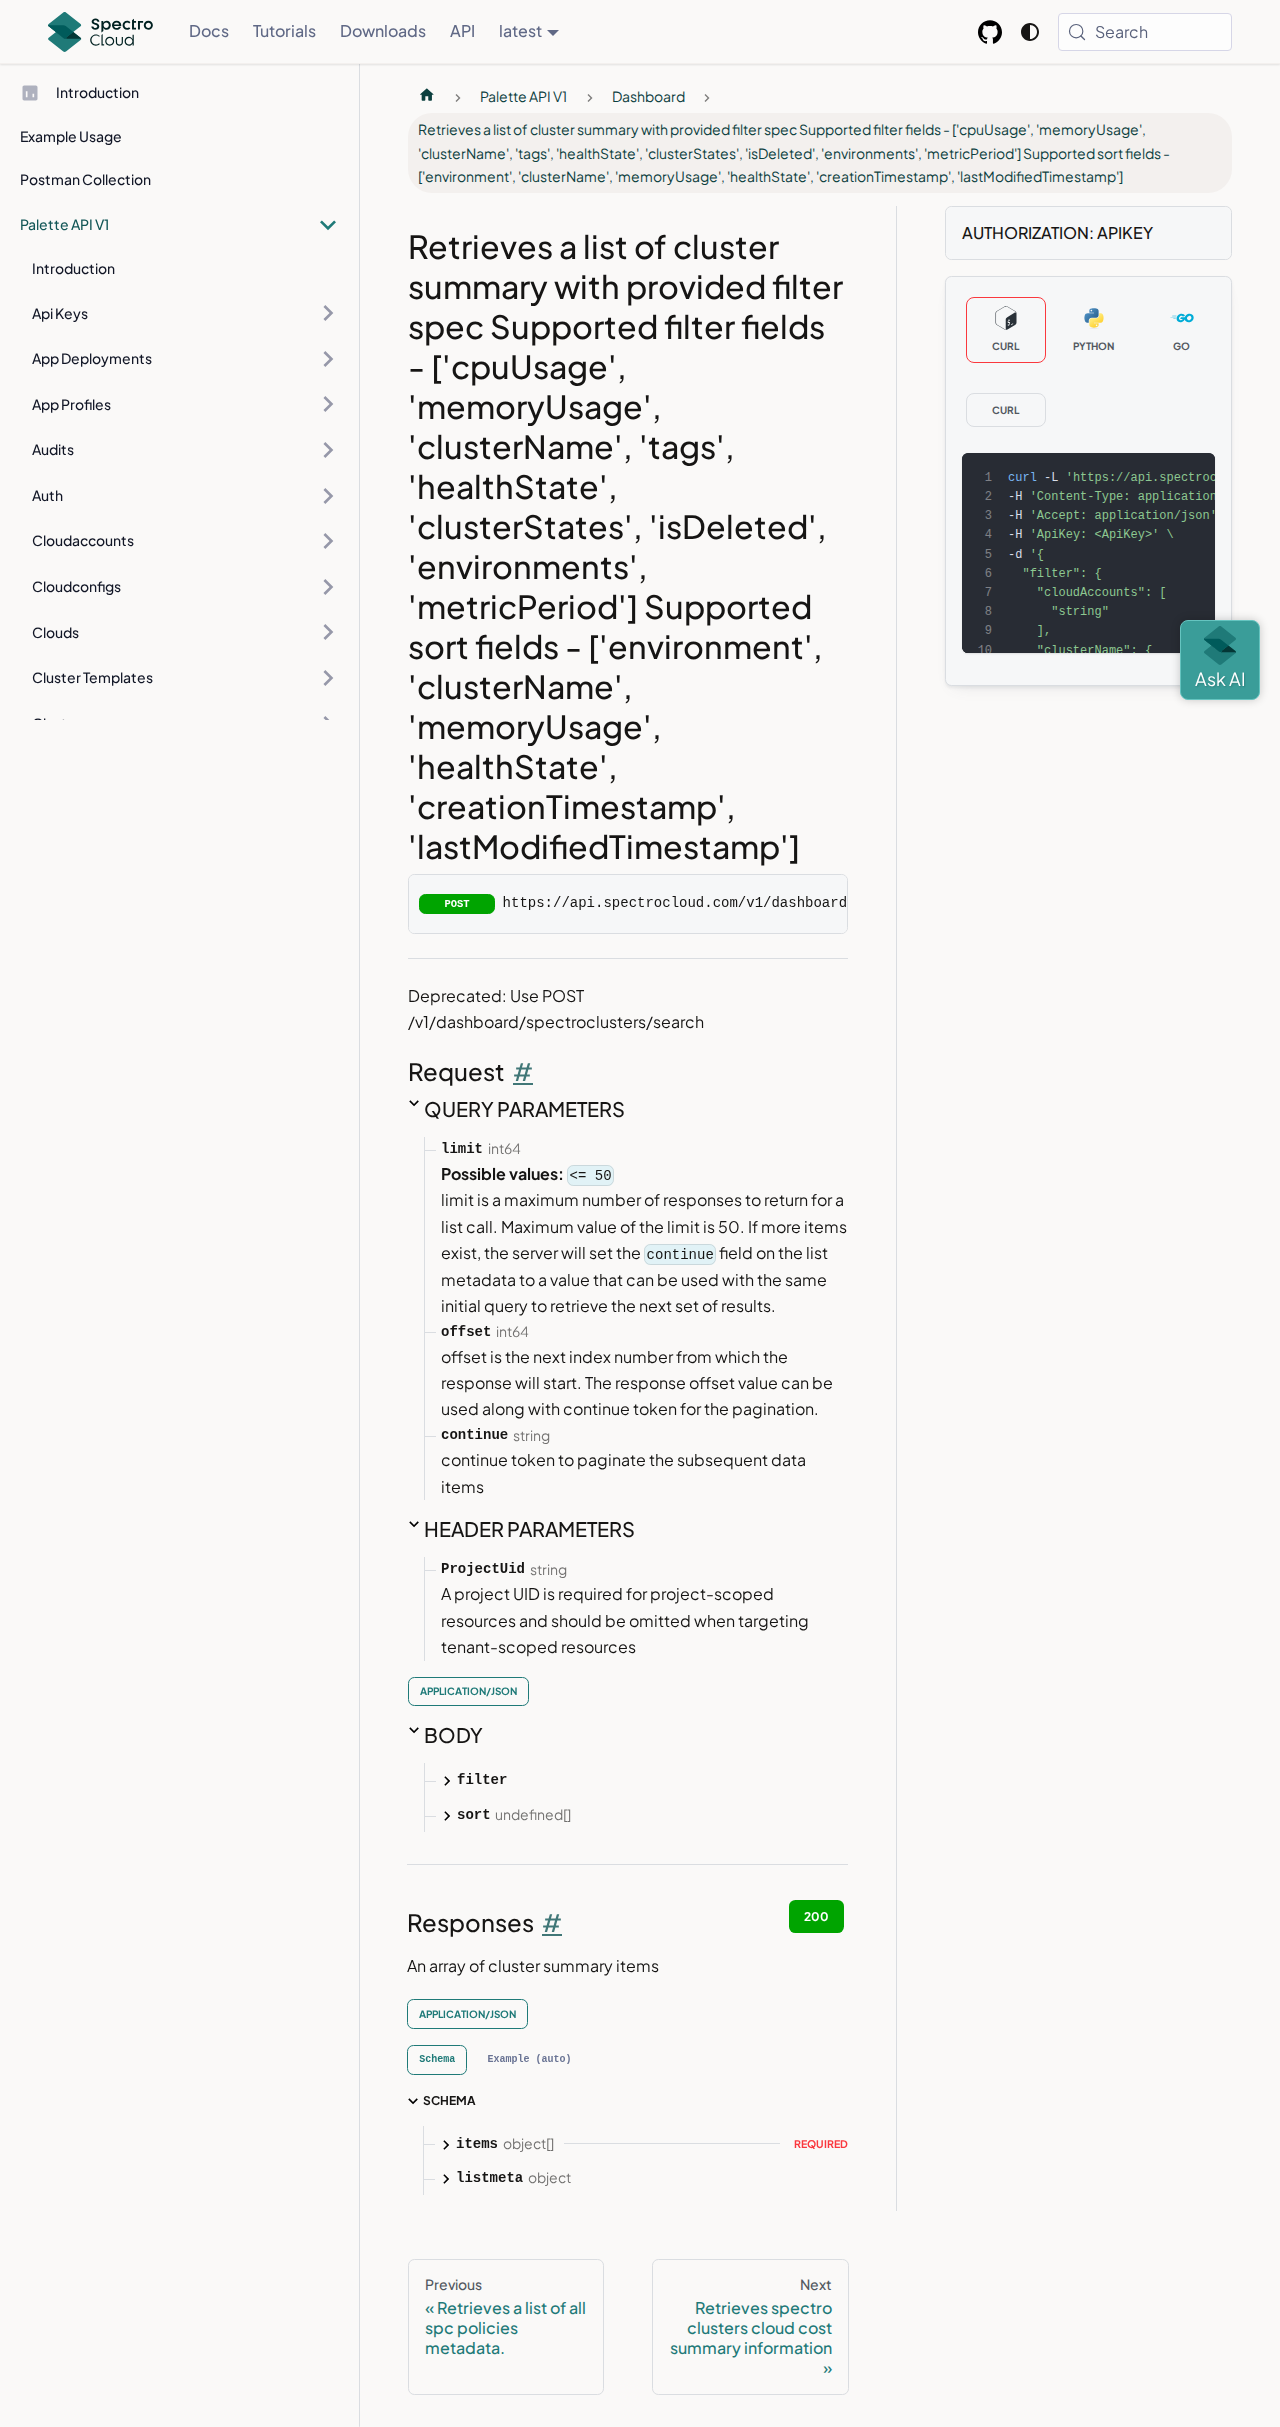 Spectro
Cloud
Docs
Tutorials
Downloads
API
latest
Search
Introduction
Example Usage
Postman Collection
Palette API V1
Introduction
Api Keys
App Deployments
App Profiles
Audits
Auth
Cloudaccounts
Cloudconfigs
Clouds
Cluster Templates
Palette API V1
Dashboard
Retrieves a list of cluster summary with provided filter spec Supported filter fields - ['cpuUsage', 'memoryUsage',
'clusterName', 'tags', 'healthState', 'clusterStates', 'isDeleted', 'environments', 'metricPeriod'] Supported sort fields -
['environment', 'clusterName', 'memoryUsage', 'healthState', 'creationTimestamp', 'lastModifiedTimestamp']
Retrieves a list of cluster
summary with provided filter
spec Supported filter fields
- ['cpuUsage',
'memoryUsage',
'clusterName', 'tags',
'healthState',
'clusterStates', 'isDeleted',
'environments',
'metricPeriod'] Supported
sort fields - ['environment',
'clusterName',
'memoryUsage',
'healthState',
'creationTimestamp',
'lastModifiedTimestamp']
POST https://api.spectrocloud.com/v1/dashboard
Deprecated: Use POST
/v1/dashboard/spectroclusters/search
Request #
QUERY PARAMETERS
limit int64
Possible values: <= 50
limit is a maximum number of responses to return for a
list call. Maximum value of the limit is 50. If more items
exist, the server will set the continue field on the list
metadata to a value that can be used with the same
initial query to retrieve the next set of results.
offset int64
offset is the next index number from which the
response will start. The response offset value can be
used along with continue token for the pagination.
continue string
continue token to paginate the subsequent data
items
HEADER PARAMETERS
ProjectUid string
A project UID is required for project-scoped
resources and should be omitted when targeting
tenant-scoped resources
APPLICATION/JSON
BODY
filter
sort undefined[]
Responses #
200
An array of cluster summary items
APPLICATION/JSON
Schema
Example (auto)
SCHEMA
items object[] REQUIRED
listmeta object
Previous
« Retrieves a list of all
spc policies
metadata.
Next
Retrieves spectro
clusters cloud cost
summary information
»
AUTHORIZATION: APIKEY
CURL
PYTHON
GO
CURL
1 curl -L 'https://api.spectroc
2 -H 'Content-Type: application
3 -H 'Accept: application/json'
4 -H 'ApiKey: <ApiKey>' \
5 -d '{
6 "filter": {
7 "cloudAccounts": [
8 "string"
9 ],
10 "clusterName": {
Ask AI